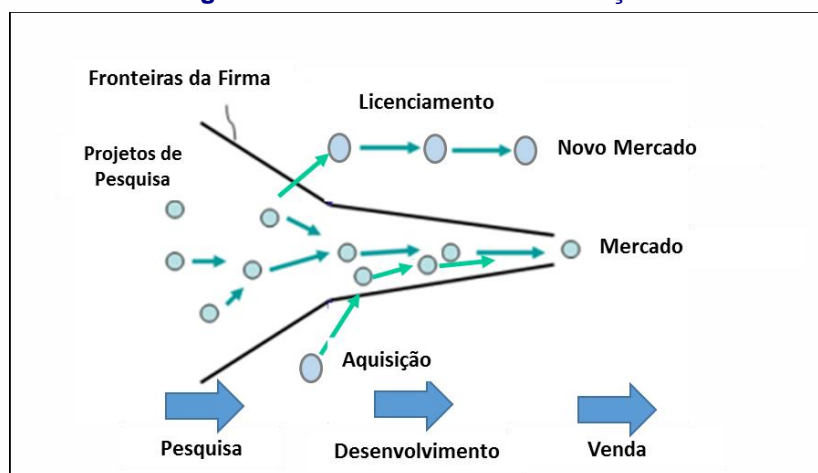 Fronteiras da Firma
Licenciamento
Novo Mercado
Projetos de
Pesquisa
Mercado
Aquisição
Pesquisa
Desenvolvimento
Venda